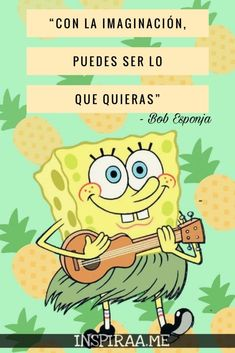 “CON LA IMAGINACIÓN,
PUEDES SER LO
QUE QUIERAS”
- Bob Esponja
INSPIRAA.ME